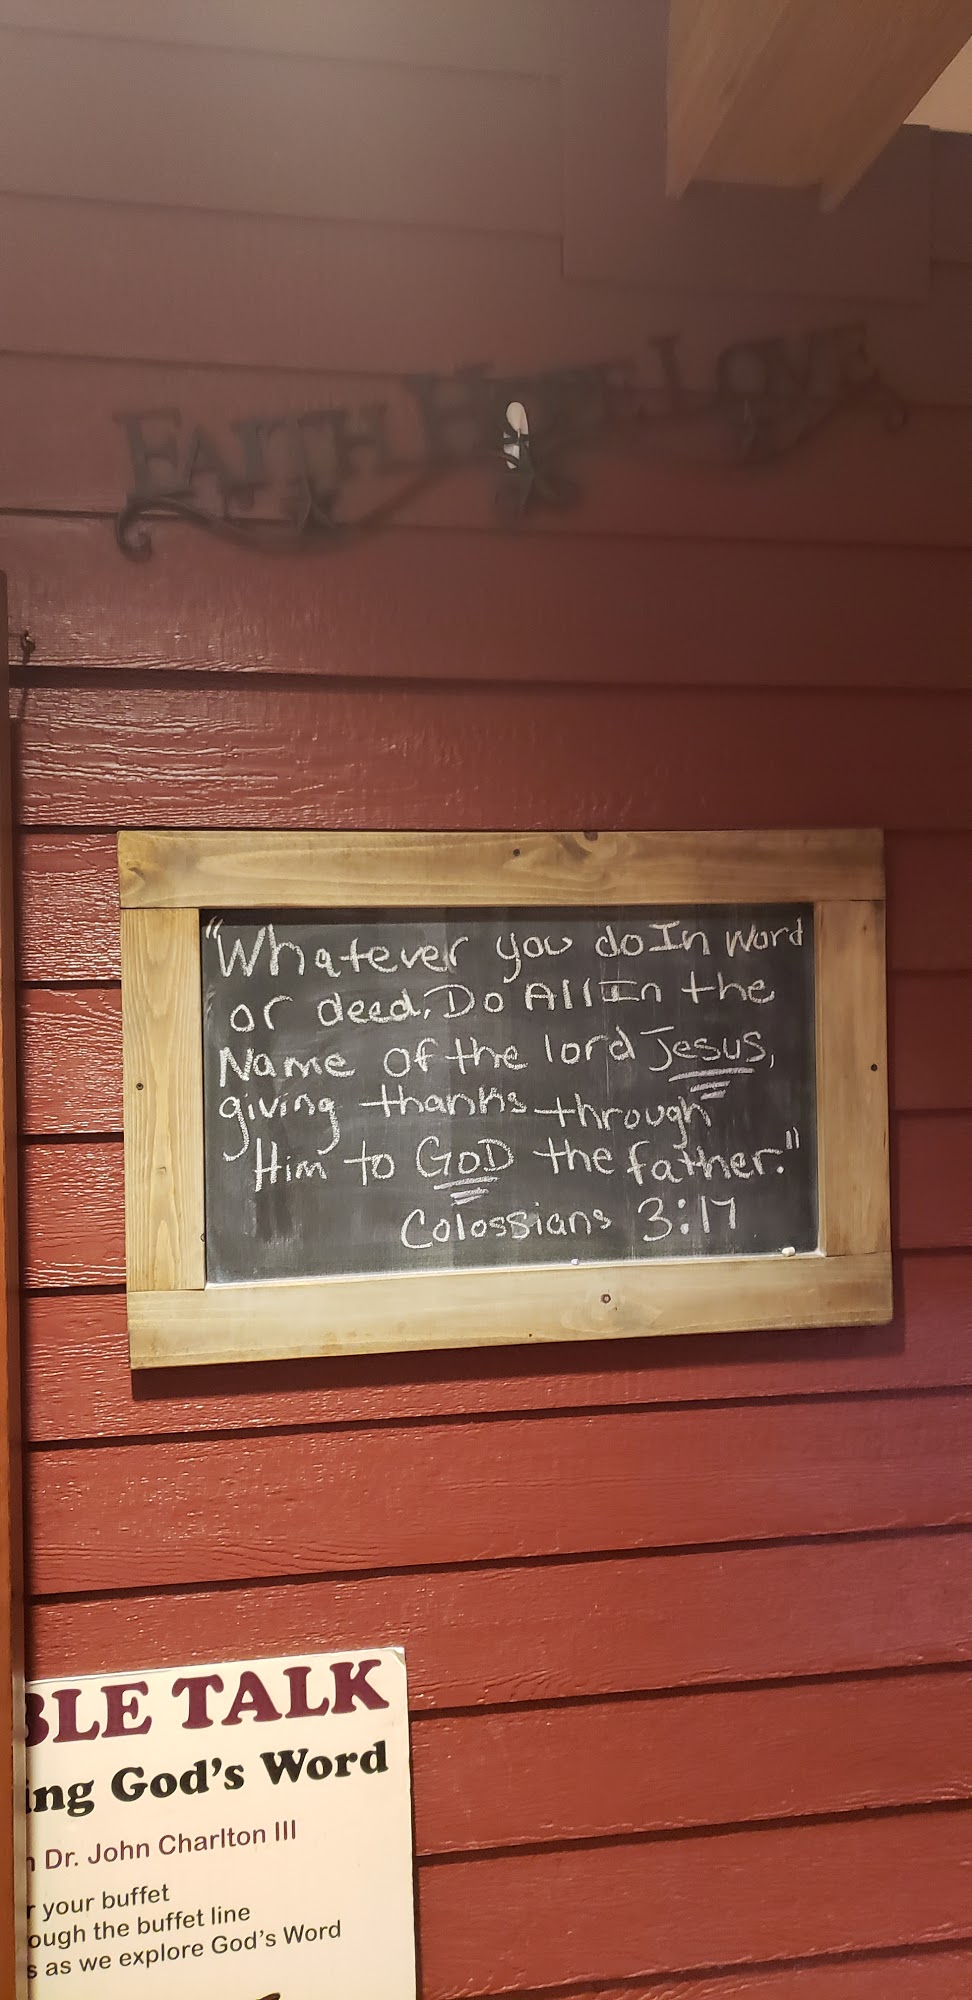 FAITH HOPE LOVE
"Whatever you do In word
or deed, Do All In the
Name of the lord Jesus,
giving thanks through
Him to GOD the father."
Colossians 3:17
BLE TALK
ing God's Word
Dr. John Charlton III
r your buffet
ough the buffet line
s as we explore God's Word